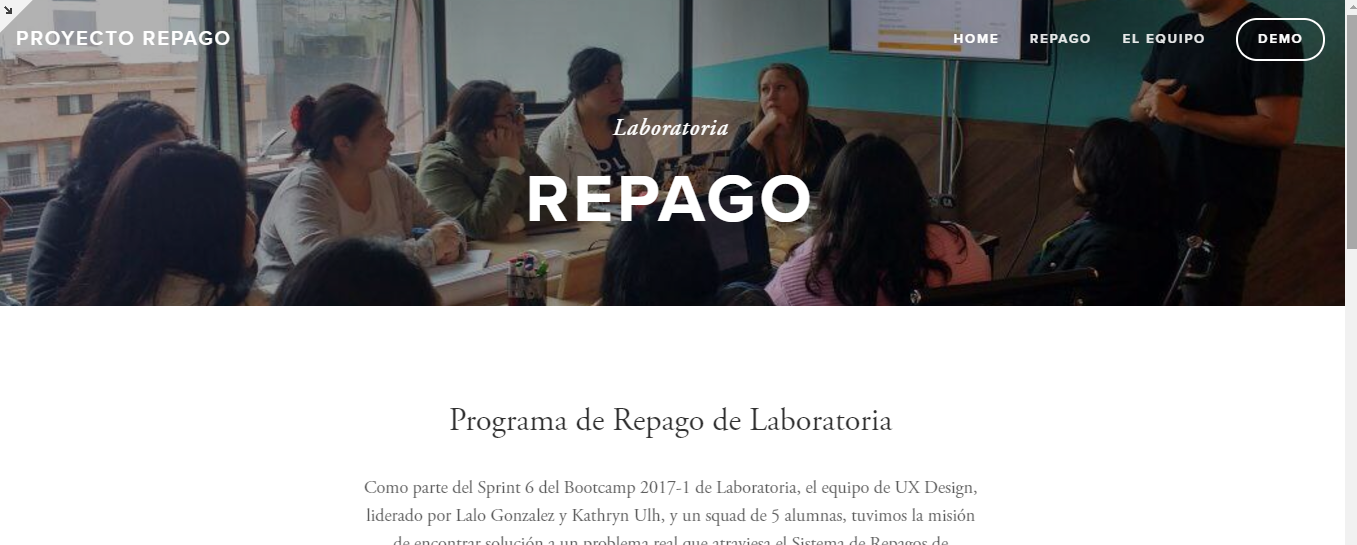 PROYECTO REPAGO
HOME REPAGO EL EQUIPO DEMO
Laboratoria
REPAGO
Programa de Repago de Laboratoria
Como parte del Sprint 6 del Bootcamp 2017-1 de Laboratoria, el equipo de UX Design,
liderado por Lalo Gonzalez y Kathryn Ulh, y un squad de 5 alumnas, tuvimos la misión
de encontrar solución a un problema real que atraviesa el Sistema de Repagos de